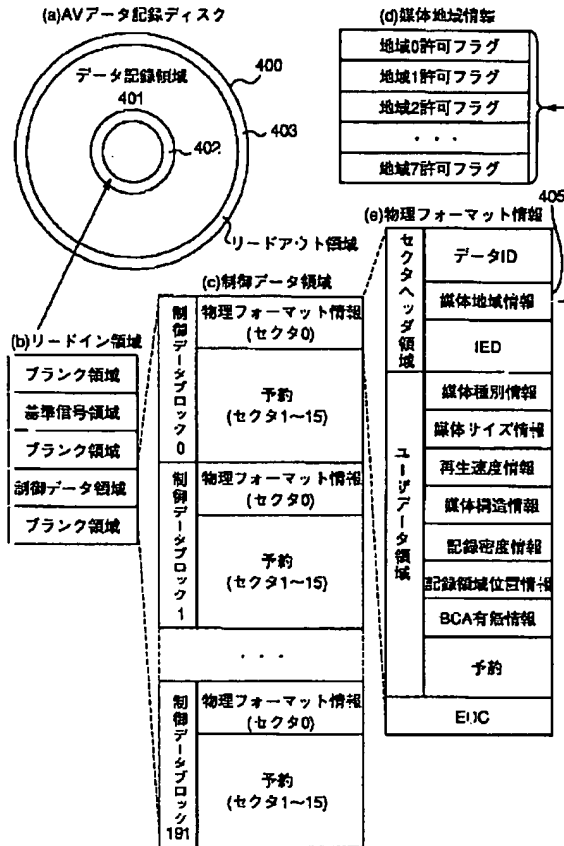 (a)AVデータ記録ディスク
データ記録領域
401
400
403
402
リードアウト領域
(d)媒体地域情報
地域0許可フラグ
地域1許可フラグ
地域2許可フラグ
・・・
地域7許可フラグ
405
(b)リードイン領域
ブランク領域
基準信号領域
ブランク領域
制御データ領域
ブランク領域
(c)制御データ領域
制御データブロック0
物理フォーマット情報
(セクタ0)
予約
(セクタ1〜15)
制御データブロック1
物理フォーマット情報
(セクタ0)
予約
(セクタ1〜15)
・・・
制御データブロック191
物理フォーマット情報
(セクタ0)
予約
(セクタ1〜15)
(e)物理フォーマット情報
セクタヘッダ領域
データID
媒体地域情報
IED
ユーザデータ領域
媒体種別情報
媒体サイズ情報
再生速度情報
媒体構造情報
記録密度情報
記録領域位置情報
BCA有無情報
予約
EDC